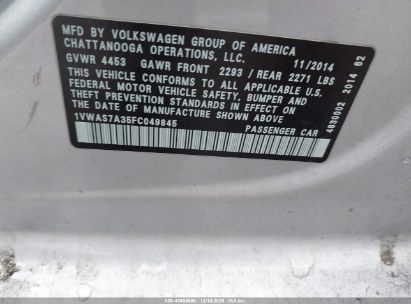 MFD BY VOLKSWAGEN GROUP OF AMERICA
CHATTANOOGA OPERATIONS, LLC. 11/2014
GVWR 4453 GAWR FRONT 2293 / REAR 2271 LBS
THIS VEHICLE CONFORMS TO ALL APPLICABLE U.S.
FEDERAL MOTOR VEHICLE SAFETY, BUMPER AND
THEFT PREVENTION STANDARDS IN EFFECT ON
THE DATE OF MANUFACTURE SHOWN ABOVE.
1VWAS7A35FC049845
PASSENGER CAR
4830802 2014 62